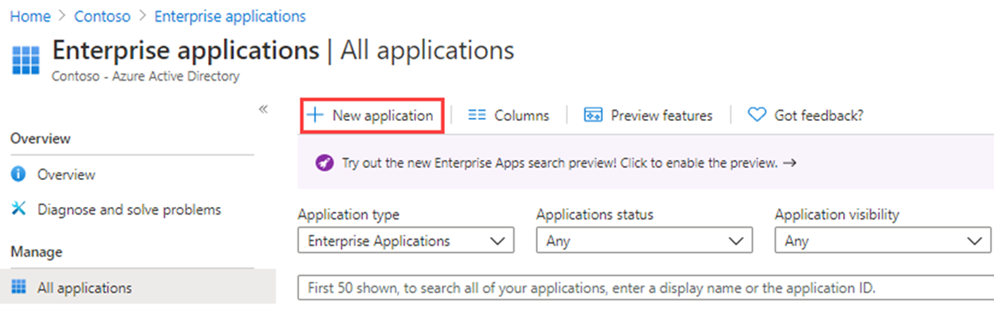 Home > Contoso > Enterprise applications
Enterprise applications | All applications
Contoso - Azure Active Directory
«
Overview
Overview
Diagnose and solve problems
Manage
All applications
+ New application Columns Preview features Got feedback?
Try out the new Enterprise Apps search preview! Click to enable the preview. →
Application type Applications status Application visibility
Enterprise Applications Any Any
First 50 shown, to search all of your applications, enter a display name or the application ID.